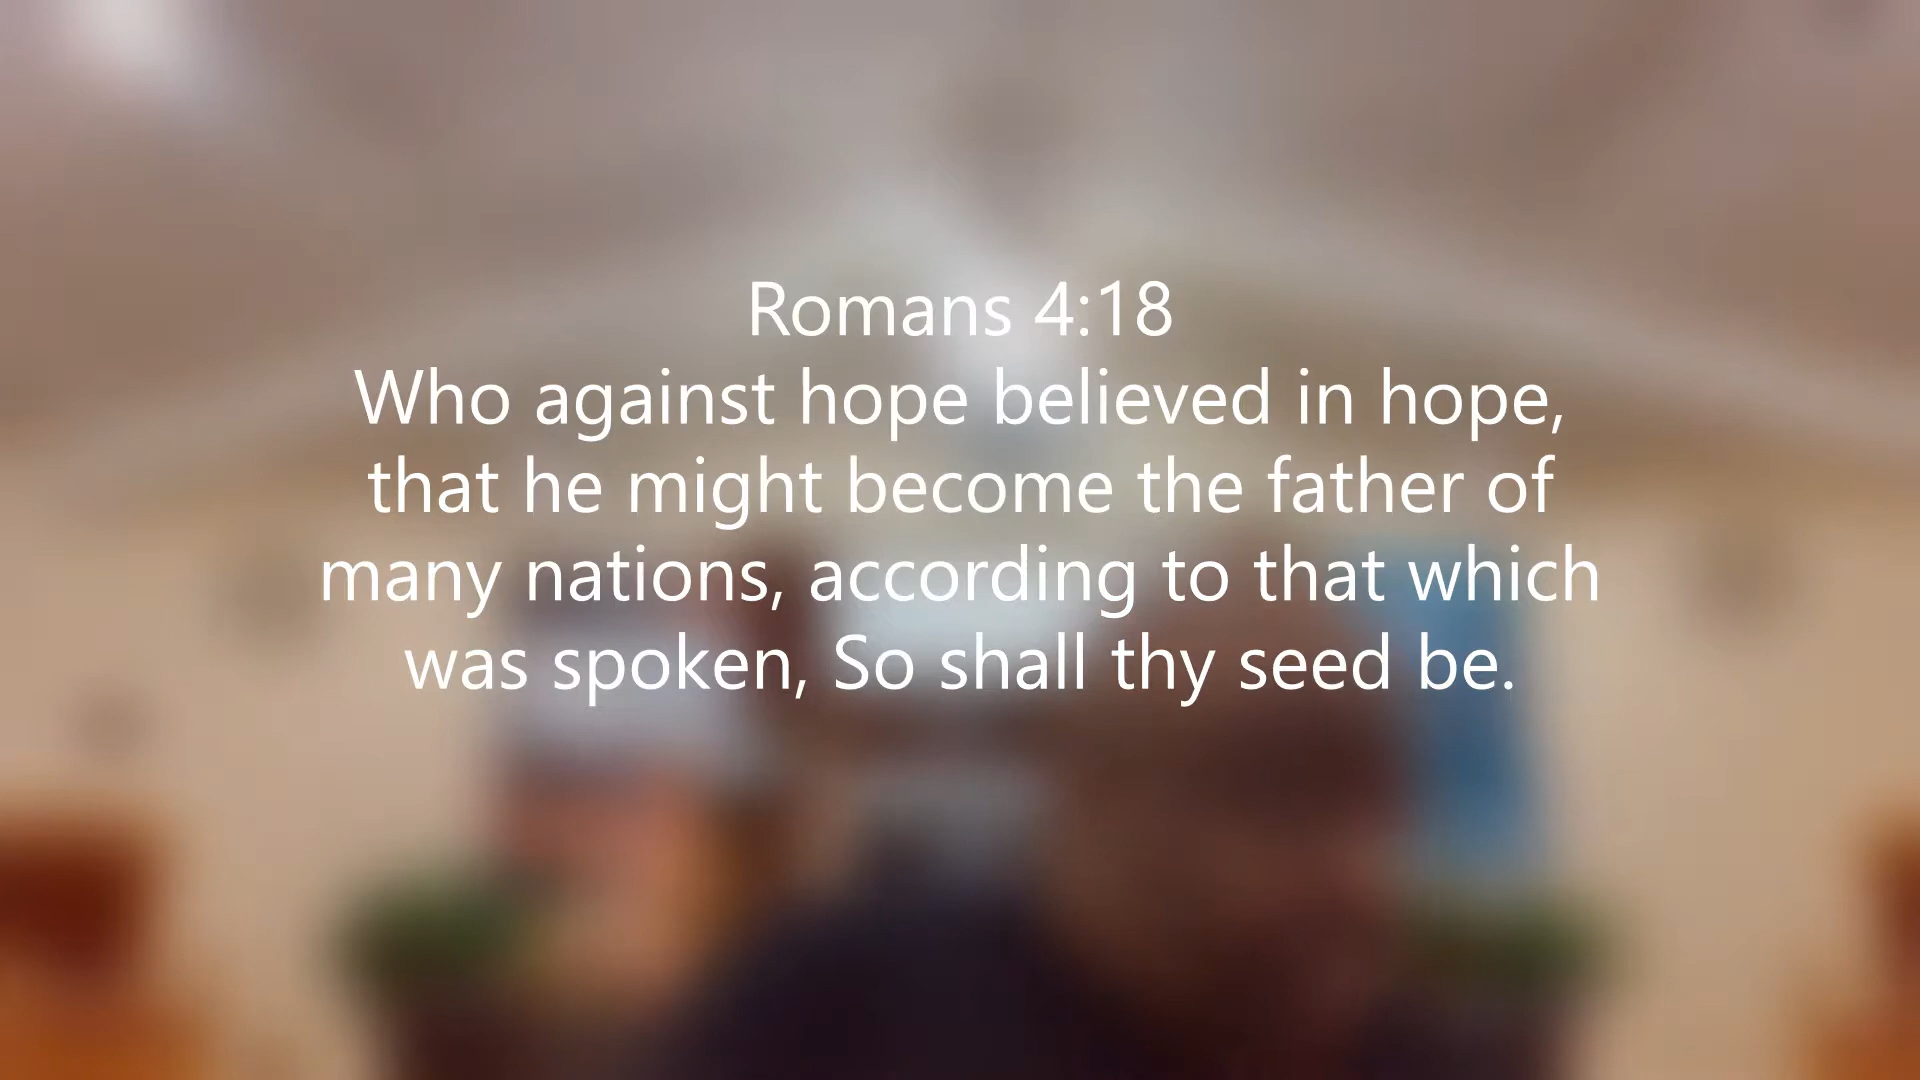 Romans 4:18
Who against hope believed in hope,
that he might become the father of
many nations, according to that which
was spoken, So shall thy seed be.